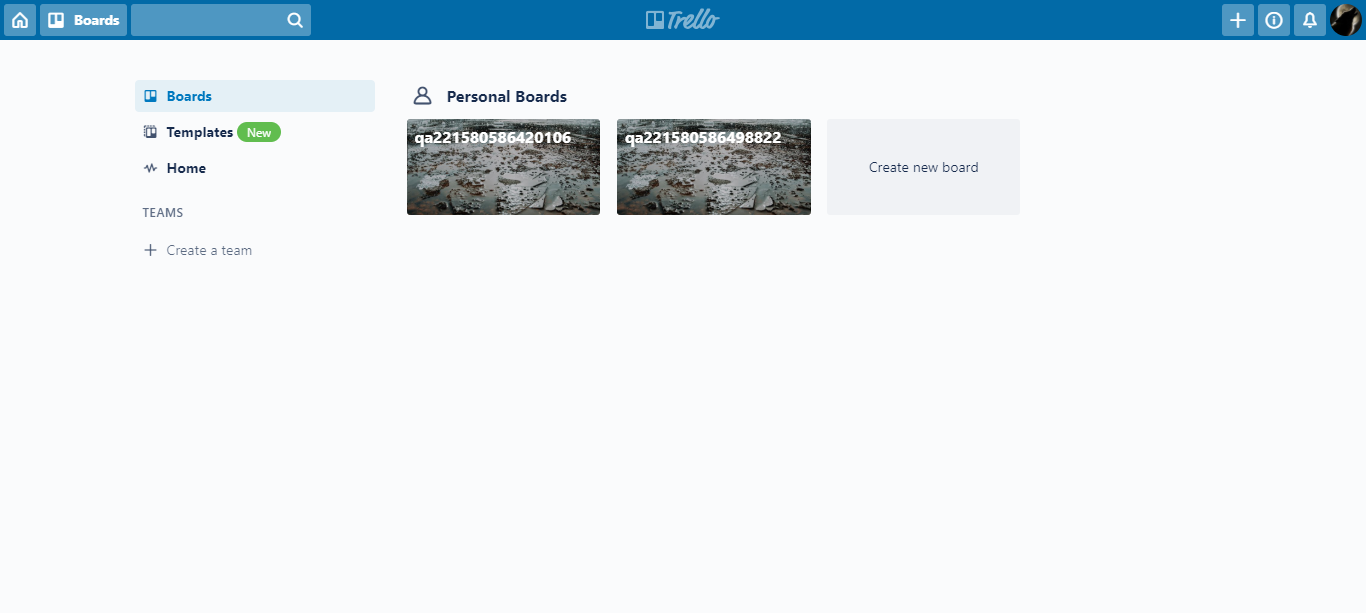 Boards
Trello
Boards
Templates New
Home
TEAMS
Create a team
Personal Boards
qa221580586420106
qa221580586498822
Create new board